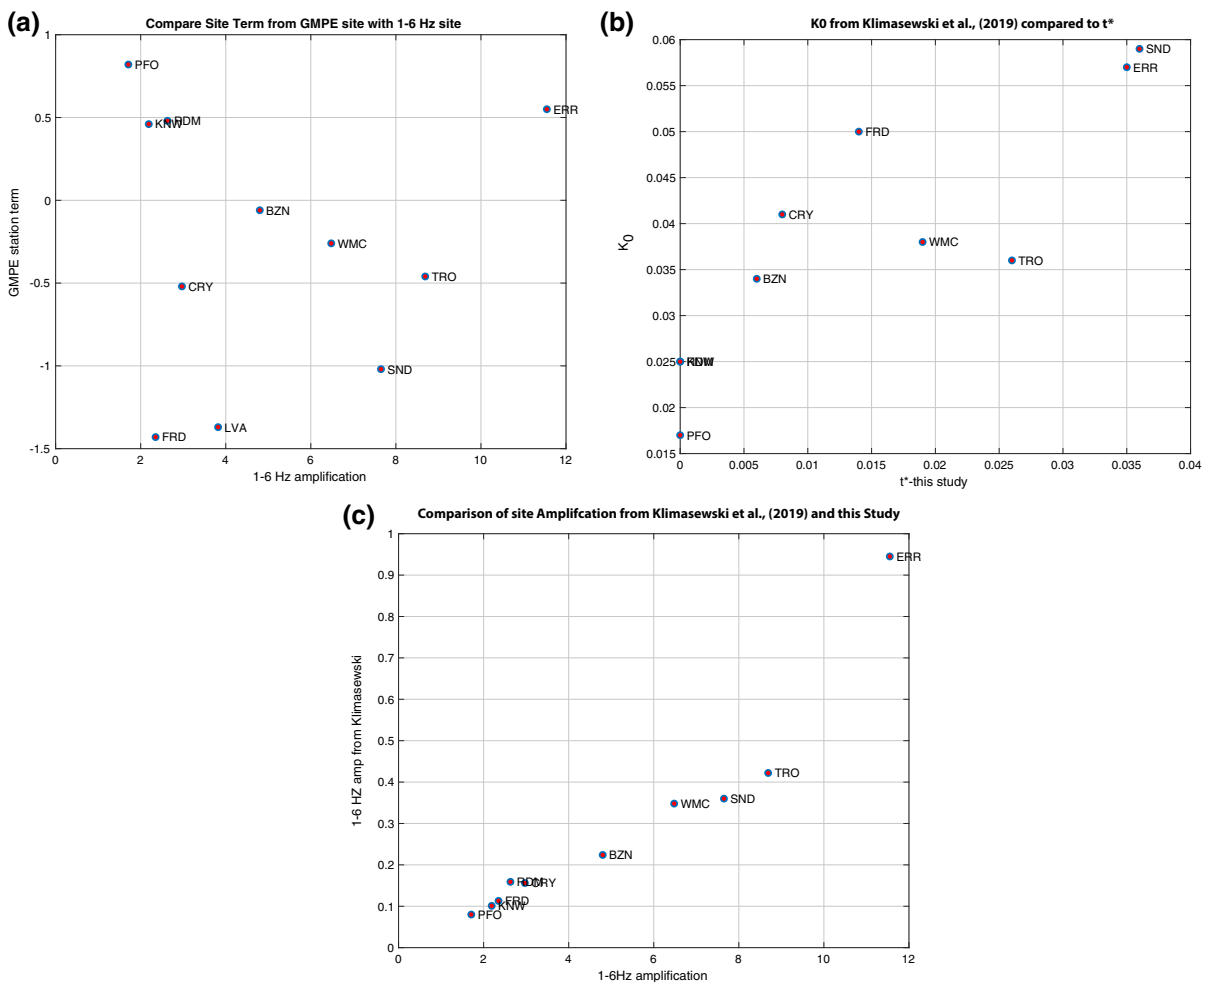 (a)
Compare Site Term from GMPE site with 1-6 Hz site
1
0.5
0
-0.5
-1
-1.5
GMPE station term
PFO
KNW
RDM
ERR
BZN
WMC
TRO
CRY
SND
LVA
FRD
0 2 4 6 8 10 12
1-6 Hz amplification
(b)
K0 from Klimasewski et al., (2019) compared to t*
0.06
0.055
0.05
0.045
0.04
0.035
0.03
0.025
0.02
0.015
K0
SND
ERR
FRD
CRY
WMC
TRO
BZN
KNW
PFO
0 0.005 0.01 0.015 0.02 0.025 0.03 0.035 0.04
t*-this study
(c)
Comparison of site Amplifcation from Klimasewski et al., (2019) and this Study
1
0.9
0.8
0.7
0.6
0.5
0.4
0.3
0.2
0.1
0
1-6 HZ amp from Klimasewski
ERR
TRO
SND
WMC
BZN
RDM
CRY
FRD
KNW
PFO
0 2 4 6 8 10 12
1-6Hz amplification